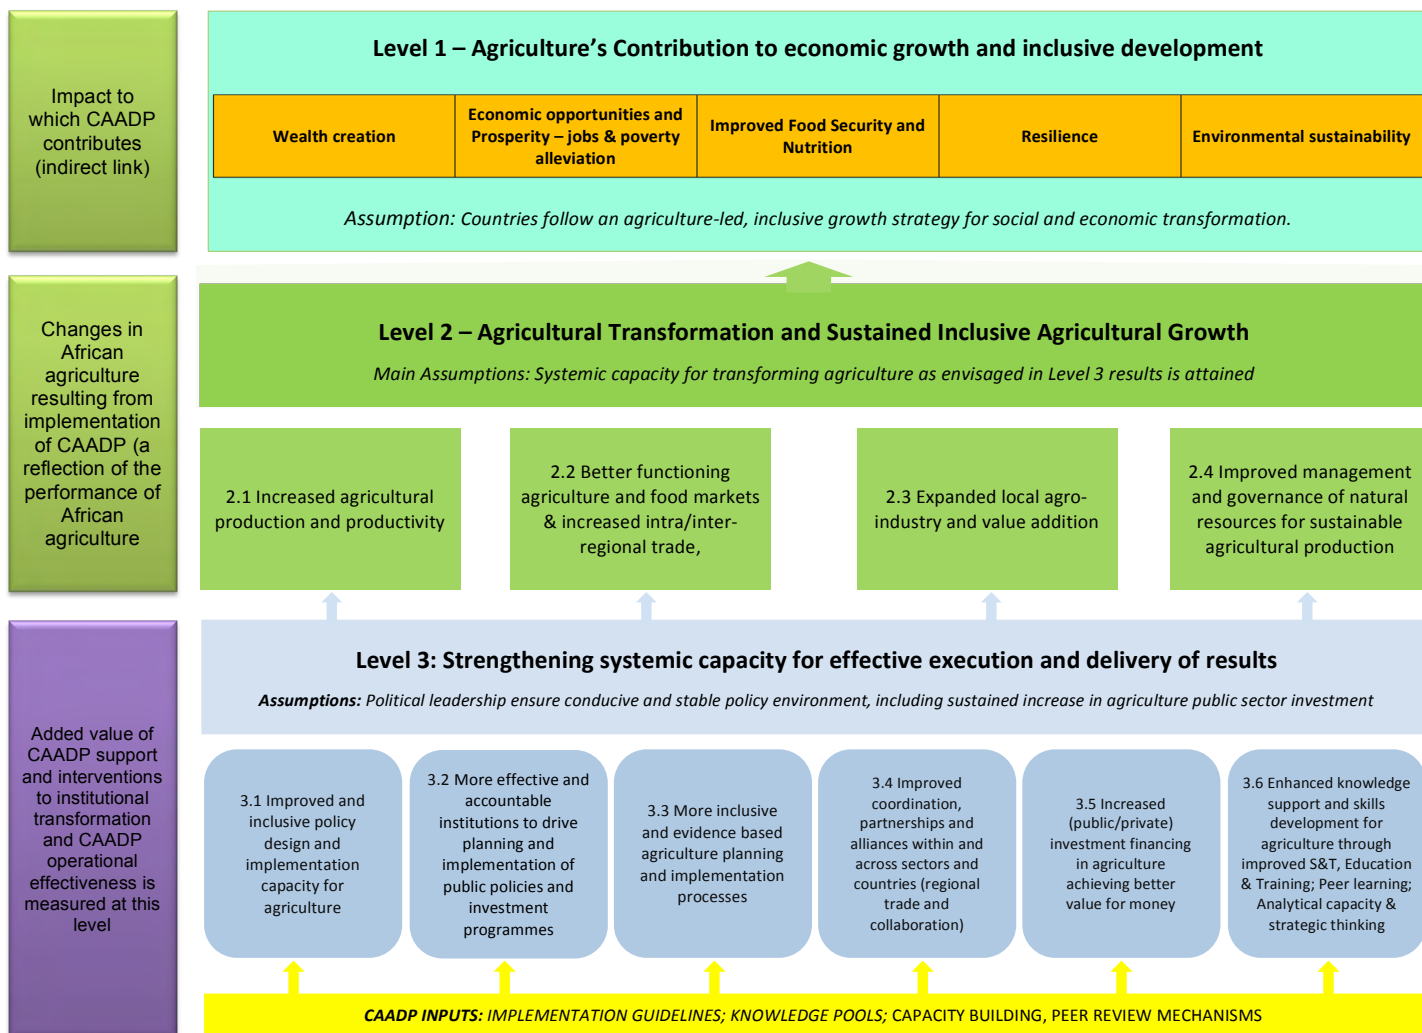 Impact to
which CAADP
contributes
(indirect link)
Level 1 – Agriculture's Contribution to economic growth and inclusive development
Wealth creation
Economic opportunities and
Prosperity – jobs & poverty
alleviation
Improved Food Security and
Nutrition
Resilience
Environmental sustainability
Assumption: Countries follow an agriculture-led, inclusive growth strategy for social and economic transformation.
Changes in
African
agriculture
resulting from
implementation
of CAADP (a
reflection of the
performance of
African
agriculture
Level 2 – Agricultural Transformation and Sustained Inclusive Agricultural Growth
Main Assumptions: Systemic capacity for transforming agriculture as envisaged in Level 3 results is attained
2.1 Increased agricultural
production and productivity
2.2 Better functioning
agriculture and food markets
& increased intra/inter-
regional trade,
2.3 Expanded local agro-
industry and value addition
2.4 Improved management
and governance of natural
resources for sustainable
agricultural production
Added value of
CAADP support
and interventions
to institutional
transformation
and CAADP
operational
effectiveness is
measured at this
level
Level 3: Strengthening systemic capacity for effective execution and delivery of results
Assumptions: Political leadership ensure conducive and stable policy environment, including sustained increase in agriculture public sector investment
3.1 Improved and
inclusive policy
design and
implementation
capacity for
agriculture
3.2 More effective and
accountable
institutions to drive
planning and
implementation of
public policies and
investment
programmes
3.3 More inclusive
and evidence based
agriculture planning
and implementation
processes
3.4 Improved
coordination,
partnerships and
alliances within and
across sectors and
countries (regional
trade and
collaboration)
3.5 Increased
(public/private)
investment financing
in agriculture
achieving better
value for money
3.6 Enhanced knowledge
support and skills
development for
agriculture through
improved S&T, Education
& Training; Peer learning;
Analytical capacity &
strategic thinking
CAADP INPUTS: IMPLEMENTATION GUIDELINES; KNOWLEDGE POOLS; CAPACITY BUILDING, PEER REVIEW MECHANISMS